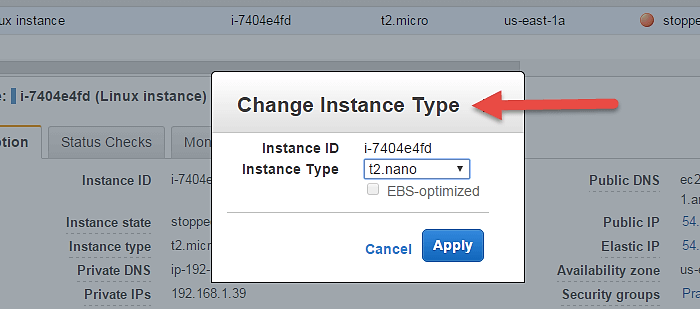 ux instance i-7404e4fd t2.micro us-east-1a stoppe
: i-7404e4fd (Linux instance)
Change Instance Type
ption Status Checks Mon
Instance ID i-7404e4fd
Instance Type t2.nano
EBS-optimized
Cancel Apply
Instance ID i-7404e
Instance state stoppe
Instance type t2.micr
Private DNS ip-192-
Private IPs 192.168.1.39
Public DNS ec2
1.a
Public IP 54.
Elastic IP 54.
Availability zone us-
Security groups Pra